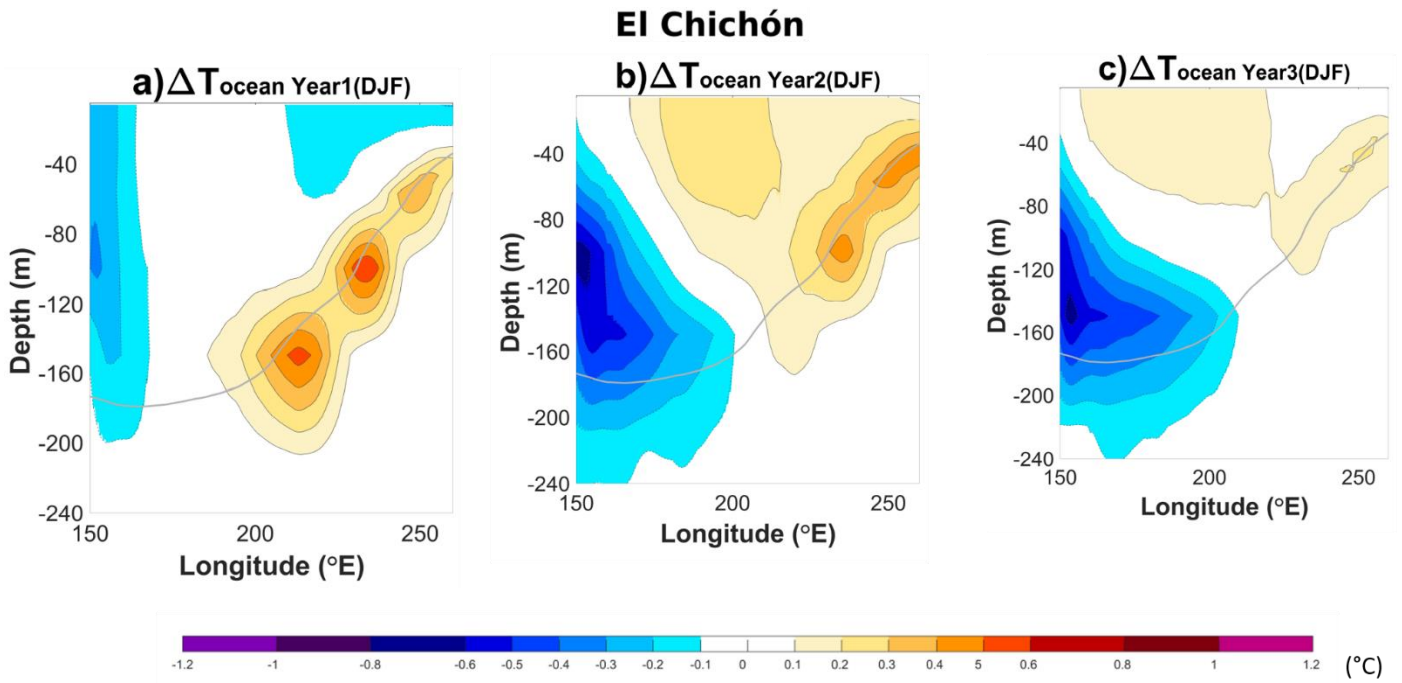 El Chichón
a)ΔTocean Year1(DJF)
b)ΔTocean Year2(DJF)
c)ΔTocean Year3(DJF)
Depth (m)
-40
-80
-120
-160
-200
-240
150 200 250
Longitude (°E)
Depth (m)
-40
-80
-120
-160
-200
-240
150 200 250
Longitude (°E)
Depth (m)
-40
-80
-120
-160
-200
-240
150 200 250
Longitude (°E)
-1.2 -1 -0.8 -0.6 -0.5 -0.4 -0.3 -0.2 -0.1 0 0.1 0.2 0.3 0.4 5 0.6 0.8 1 1.2 (°C)